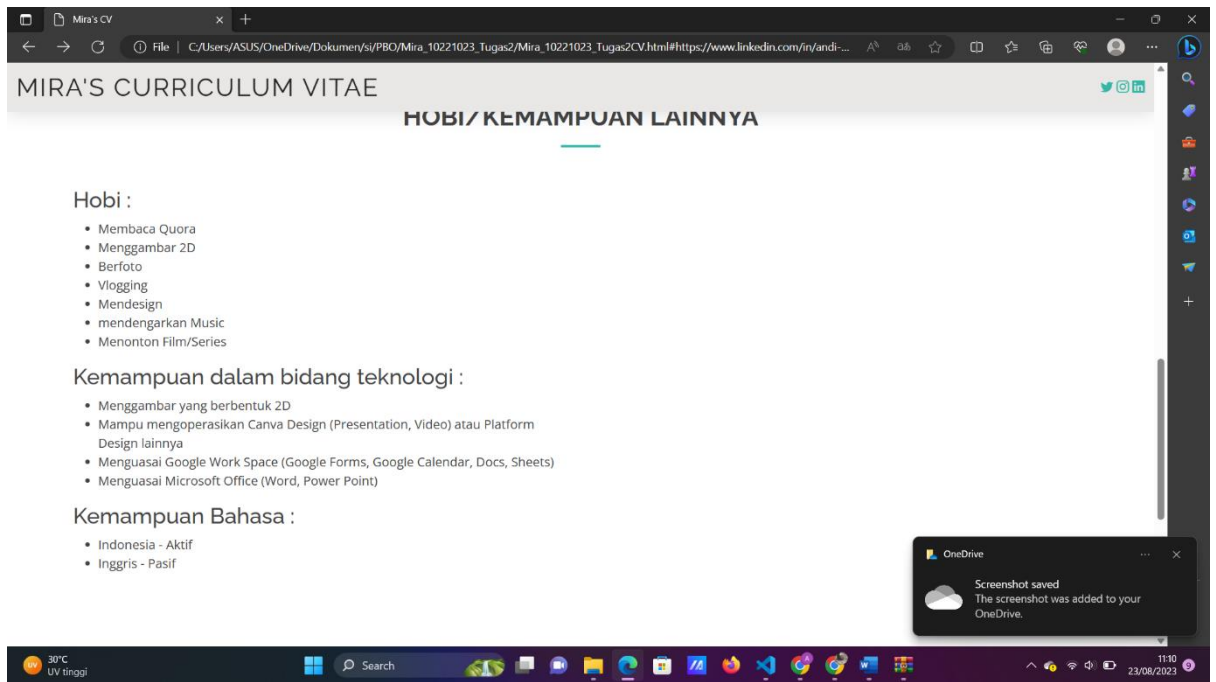 Mira's CV
File | C:/Users/ASUS/OneDrive/Dokumen/si/PBO/Mira_10221023_Tugas2/Mira_10221023_Tugas2CV.html#https://www.linkedin.com/in/andi-...
MIRA'S CURRICULUM VITAE
HOBI/KEMAMPUAN LAINNYA
Hobi :
• Membaca Quora
• Menggambar 2D
• Berfoto
• Vlogging
• Mendesign
• mendengarkan Music
• Menonton Film/Series
Kemampuan dalam bidang teknologi :
• Menggambar yang berbentuk 2D
• Mampu mengoperasikan Canva Design (Presentation, Video) atau Platform
Design lainnya
• Menguasai Google Work Space (Google Forms, Google Calendar, Docs, Sheets)
• Menguasai Microsoft Office (Word, Power Point)
Kemampuan Bahasa :
• Indonesia - Aktif
• Inggris - Pasif
OneDrive
Screenshot saved
The screenshot was added to your
OneDrive.
30°C
UV tinggi
Search
11:10
23/08/2023